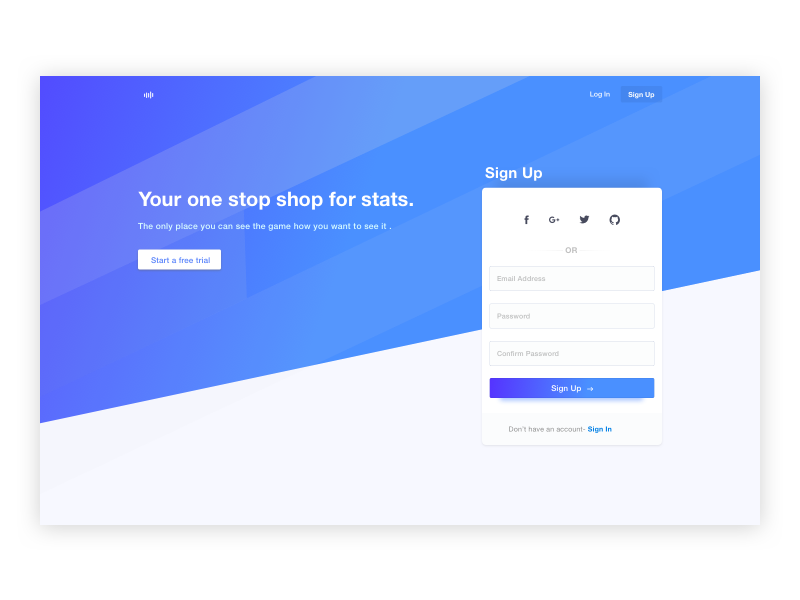 Log In
Sign Up
Sign Up
Your one stop shop for stats.
The only place you can see the game how you want to see it .
Start a free trial
G+
OR
Email Address
Password
Confirm Password
Sign Up →
Don't have an account- Sign In